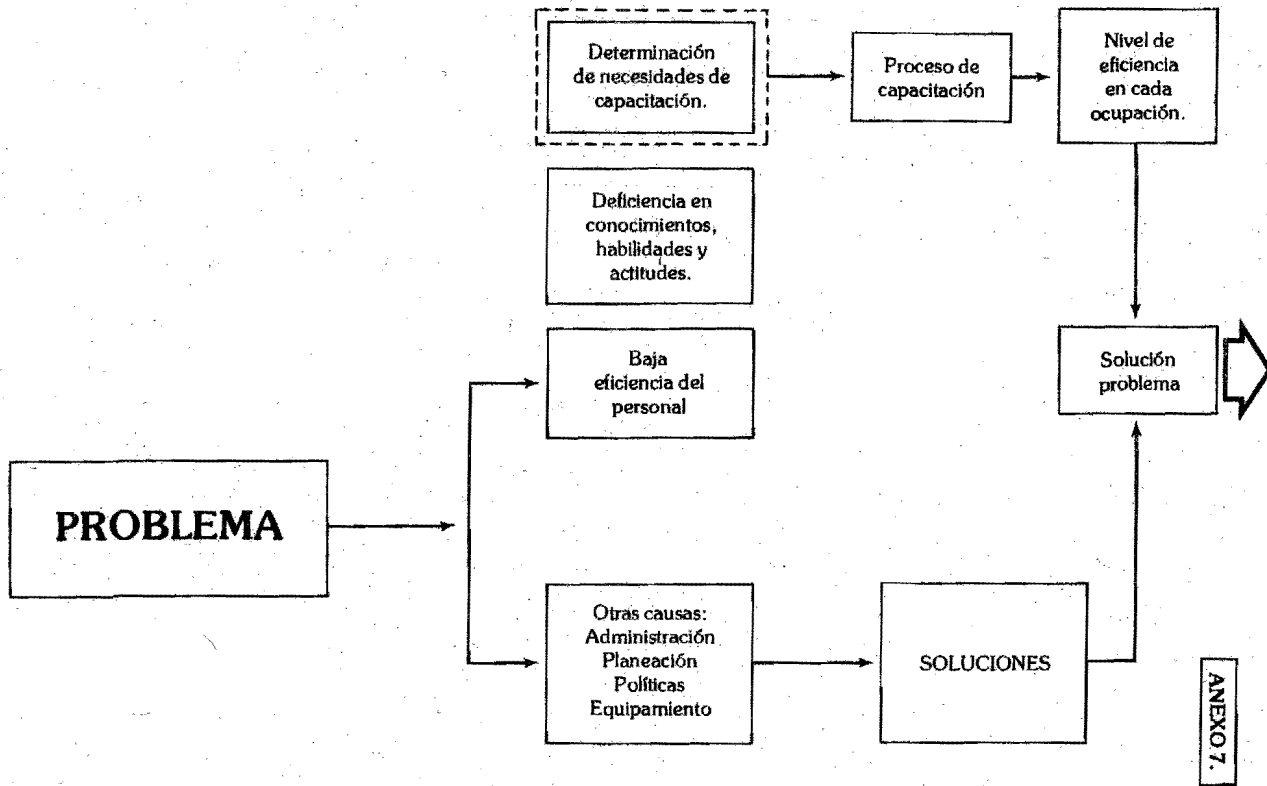 Determinación
de necesidades de
capacitación.
Proceso de
capacitación
Nivel de
eficiencia
en cada
ocupación.
Deficiencia en
conocimientos,
habilidades y
actitudes.
Baja
eficiencia del
personal
Solución
problema
PROBLEMA
Otras causas:
Administración
Planeación
Políticas
Equipamiento
SOLUCIONES
ANEXO 7.